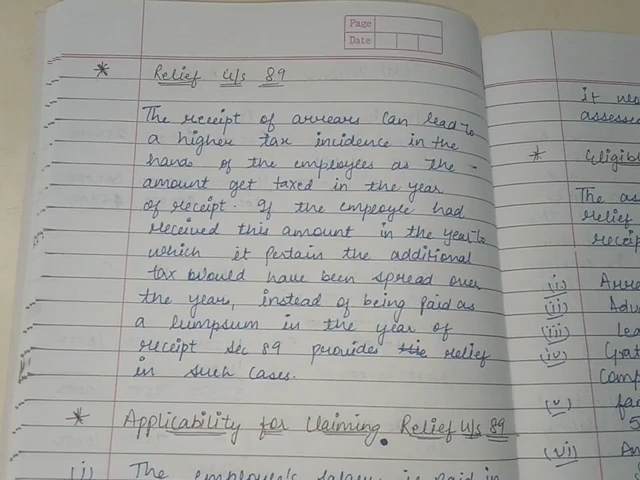 Page
Date
* Relief u/s 89
The receipt of arrears can lead to
a higher tax incidence in the
hands of the employees as the -
amount get taxed in the year
of receipt. If the employee had
received this amount in the year to
which it pertain the additional
tax would have been spread over
the years, instead of being paid as
a lumpsum in the year of
receipt Sec 89 provides the relief
in such cases.
* Applicability for Claiming Relief u/s 89
(i) The employee's salary is paid in
it
assesse
* Eligibl
The as
relief
receip
(i) Arre
(ii) Adv
(iii) lea
(iv) Grat
Comp
(v) fa
5
(vi) An